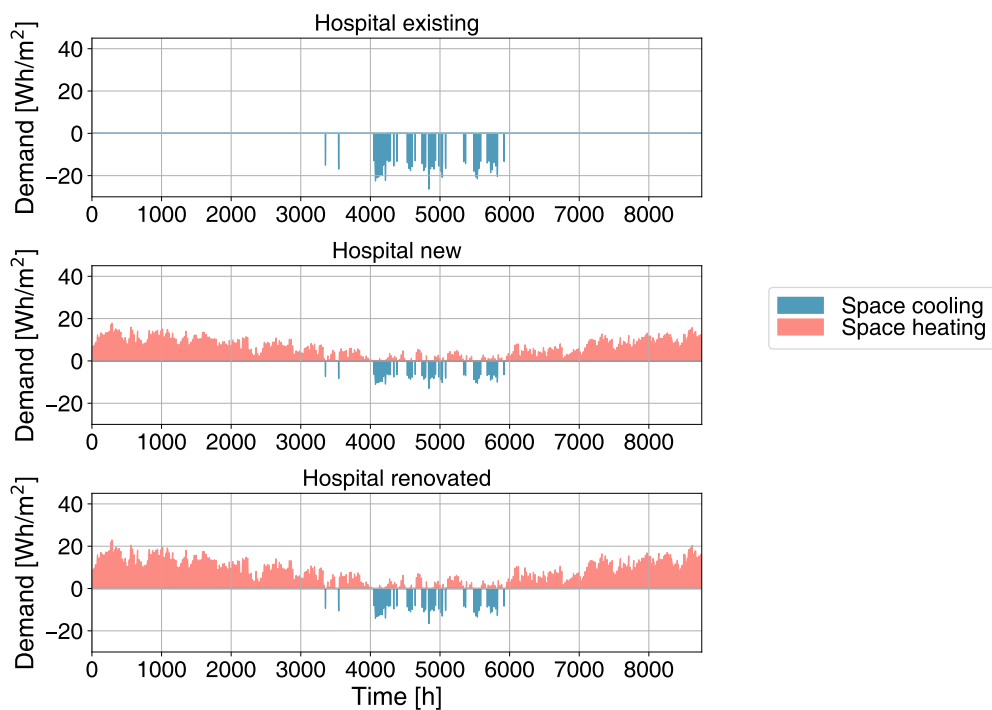 Hospital existing
Demand [Wh/m²]
40
20
0
−20
0 1000 2000 3000 4000 5000 6000 7000 8000
Hospital new
Demand [Wh/m²]
40
20
0
−20
0 1000 2000 3000 4000 5000 6000 7000 8000
Space cooling
Space heating
Hospital renovated
Demand [Wh/m²]
40
20
0
−20
0 1000 2000 3000 4000 5000 6000 7000 8000
Time [h]